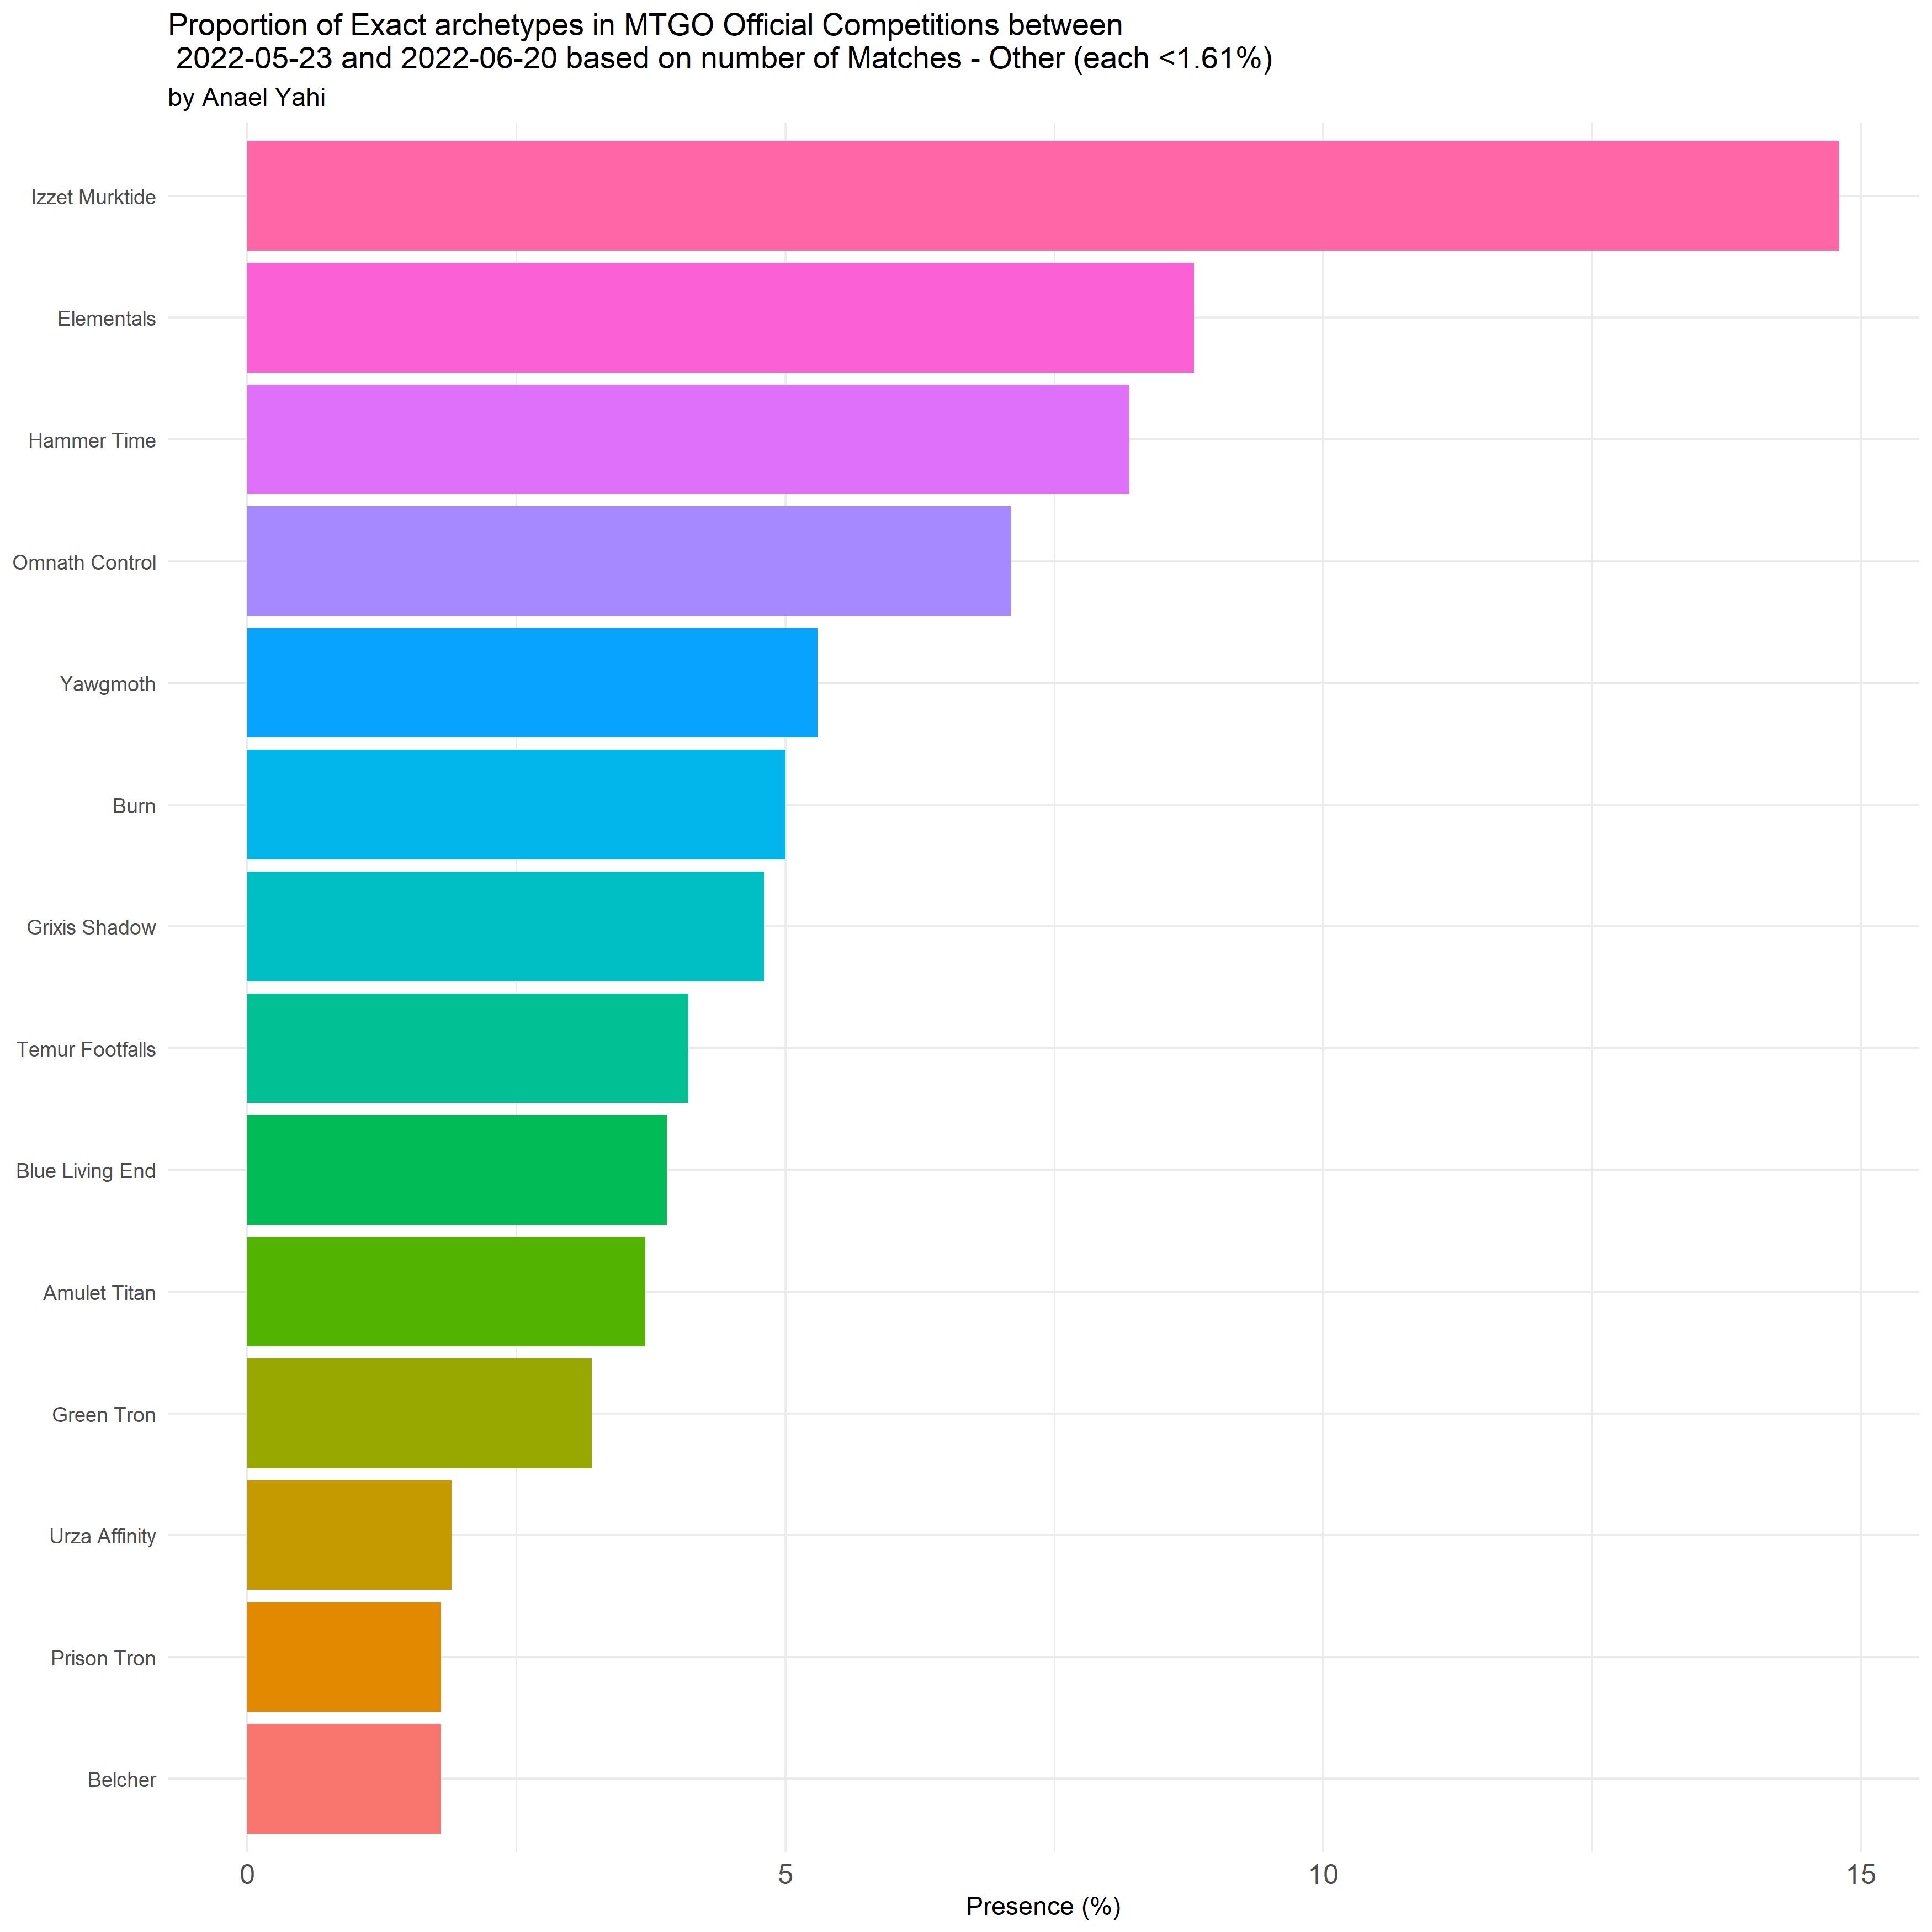 Proportion of Exact archetypes in MTGO Official Competitions between
2022-05-23 and 2022-06-20 based on number of Matches - Other (each <1.61%)
by Anael Yahi
Izzet Murktide
Elementals
Hammer Time
Omnath Control
Yawgmoth
Burn
Grixis Shadow
Temur Footfalls
Blue Living End
Amulet Titan
Green Tron
Urza Affinity
Prison Tron
Belcher
0 5 10 15
Presence (%)